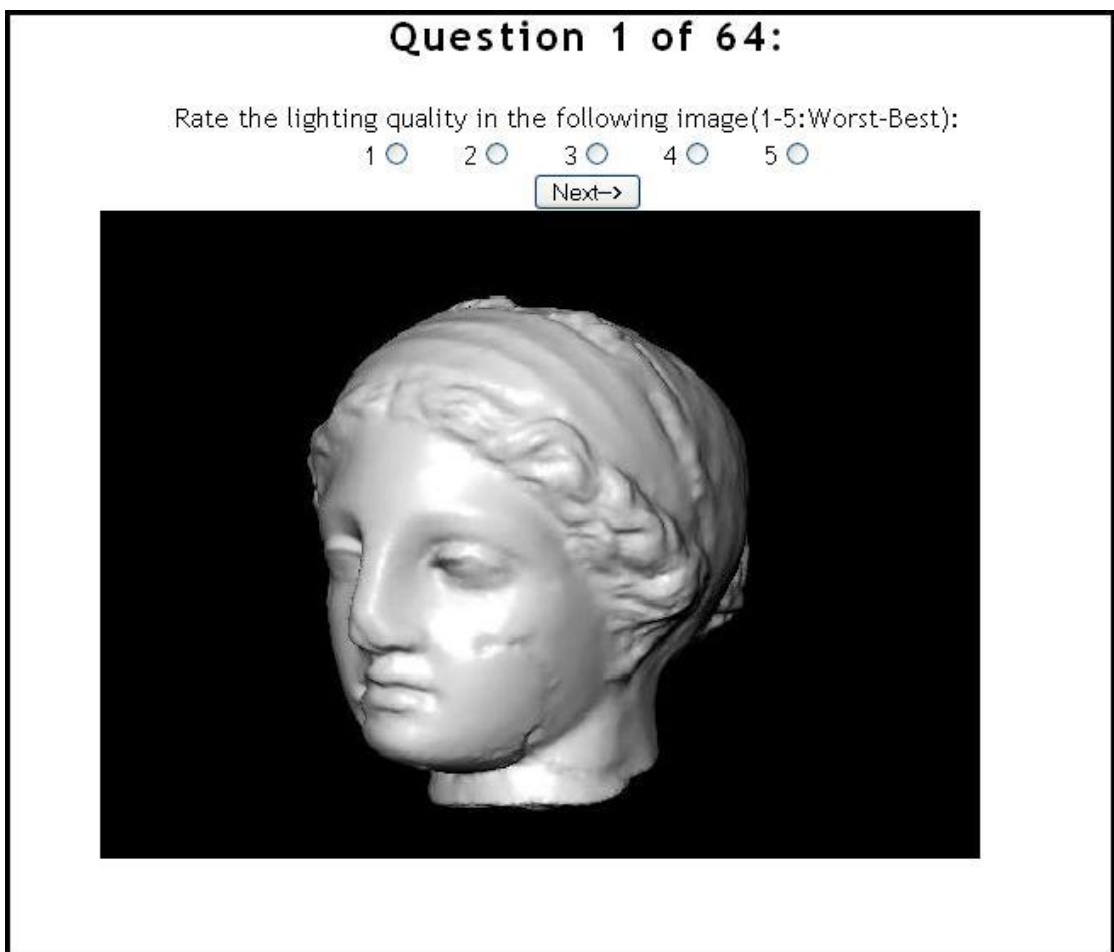 Question 1 of 64:
Rate the lighting quality in the following image(1-5:Worst-Best):
1 2 3 4 5
Next-->